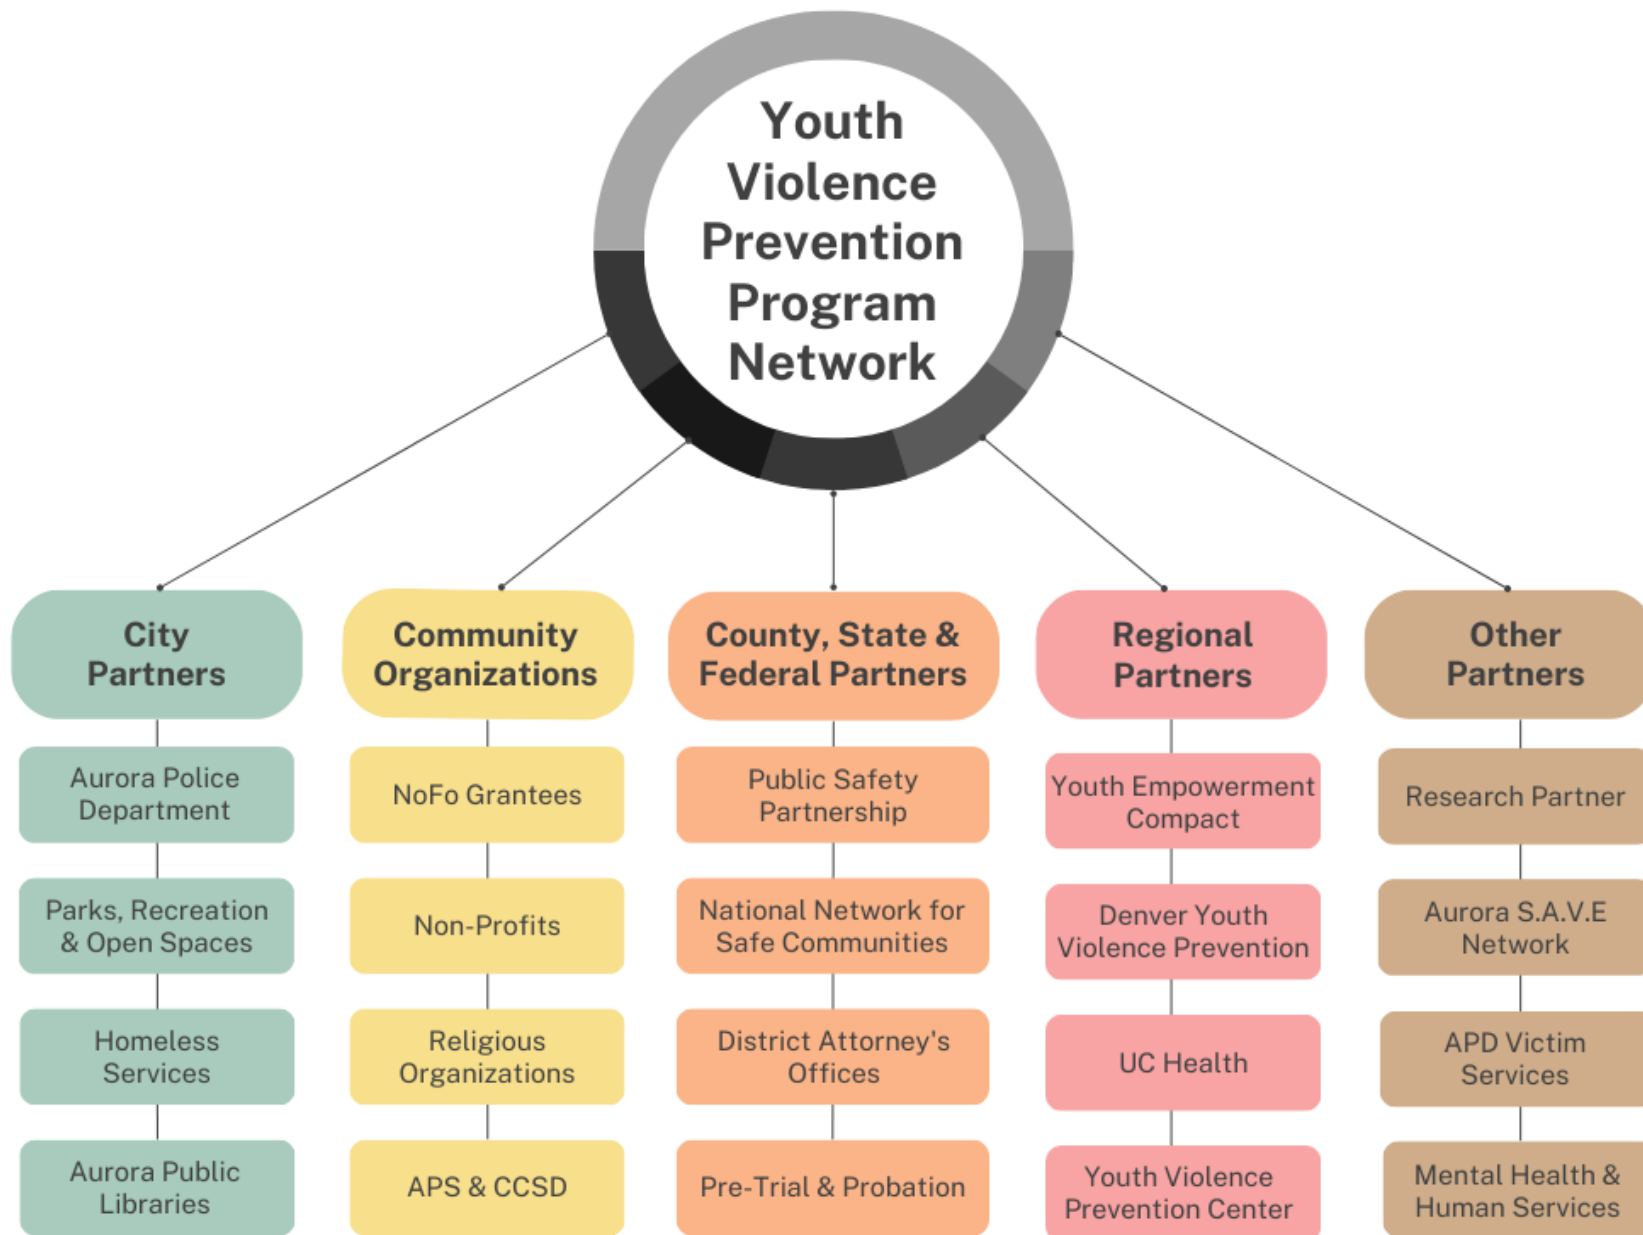 Youth
Violence
Prevention
Program
Network
City
Partners
Aurora Police
Department
Parks, Recreation
& Open Spaces
Homeless
Services
Aurora Public
Libraries
Community
Organizations
NoFo Grantees
Non-Profits
Religious
Organizations
APS & CCSD
County, State &
Federal Partners
Public Safety
Partnership
National Network for
Safe Communities
District Attorney's
Offices
Pre-Trial & Probation
Regional
Partners
Youth Empowerment
Compact
Denver Youth
Violence Prevention
UC Health
Youth Violence
Prevention Center
Other
Partners
Research Partner
Aurora S.A.V.E
Network
APD Victim
Services
Mental Health &
Human Services